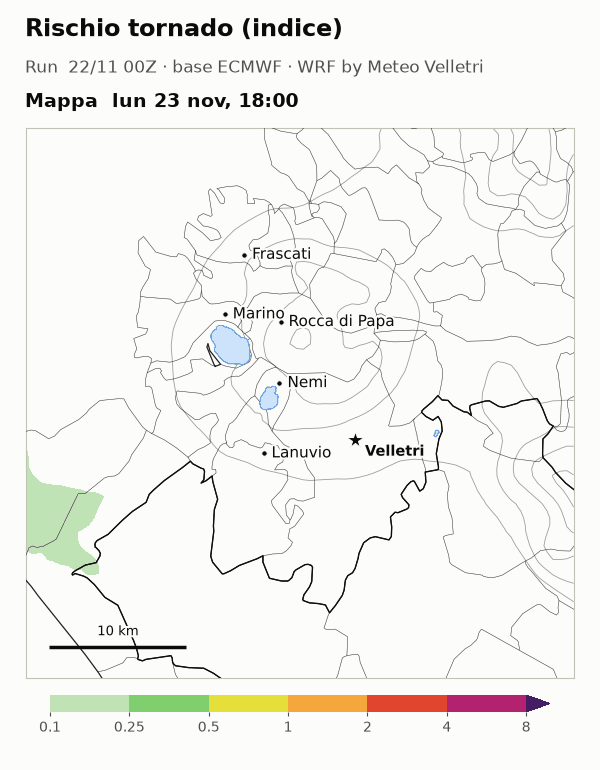 Rischio tornado (indice)
Run  22/11 00Z · base ECMWF · WRF by Meteo Velletri
Mappa  lun 23 nov, 18:00
Frascati
Marino
Rocca di Papa
Nemi
Velletri
Lanuvio
10 km
0.1 0.25 0.5 1 2 4 8